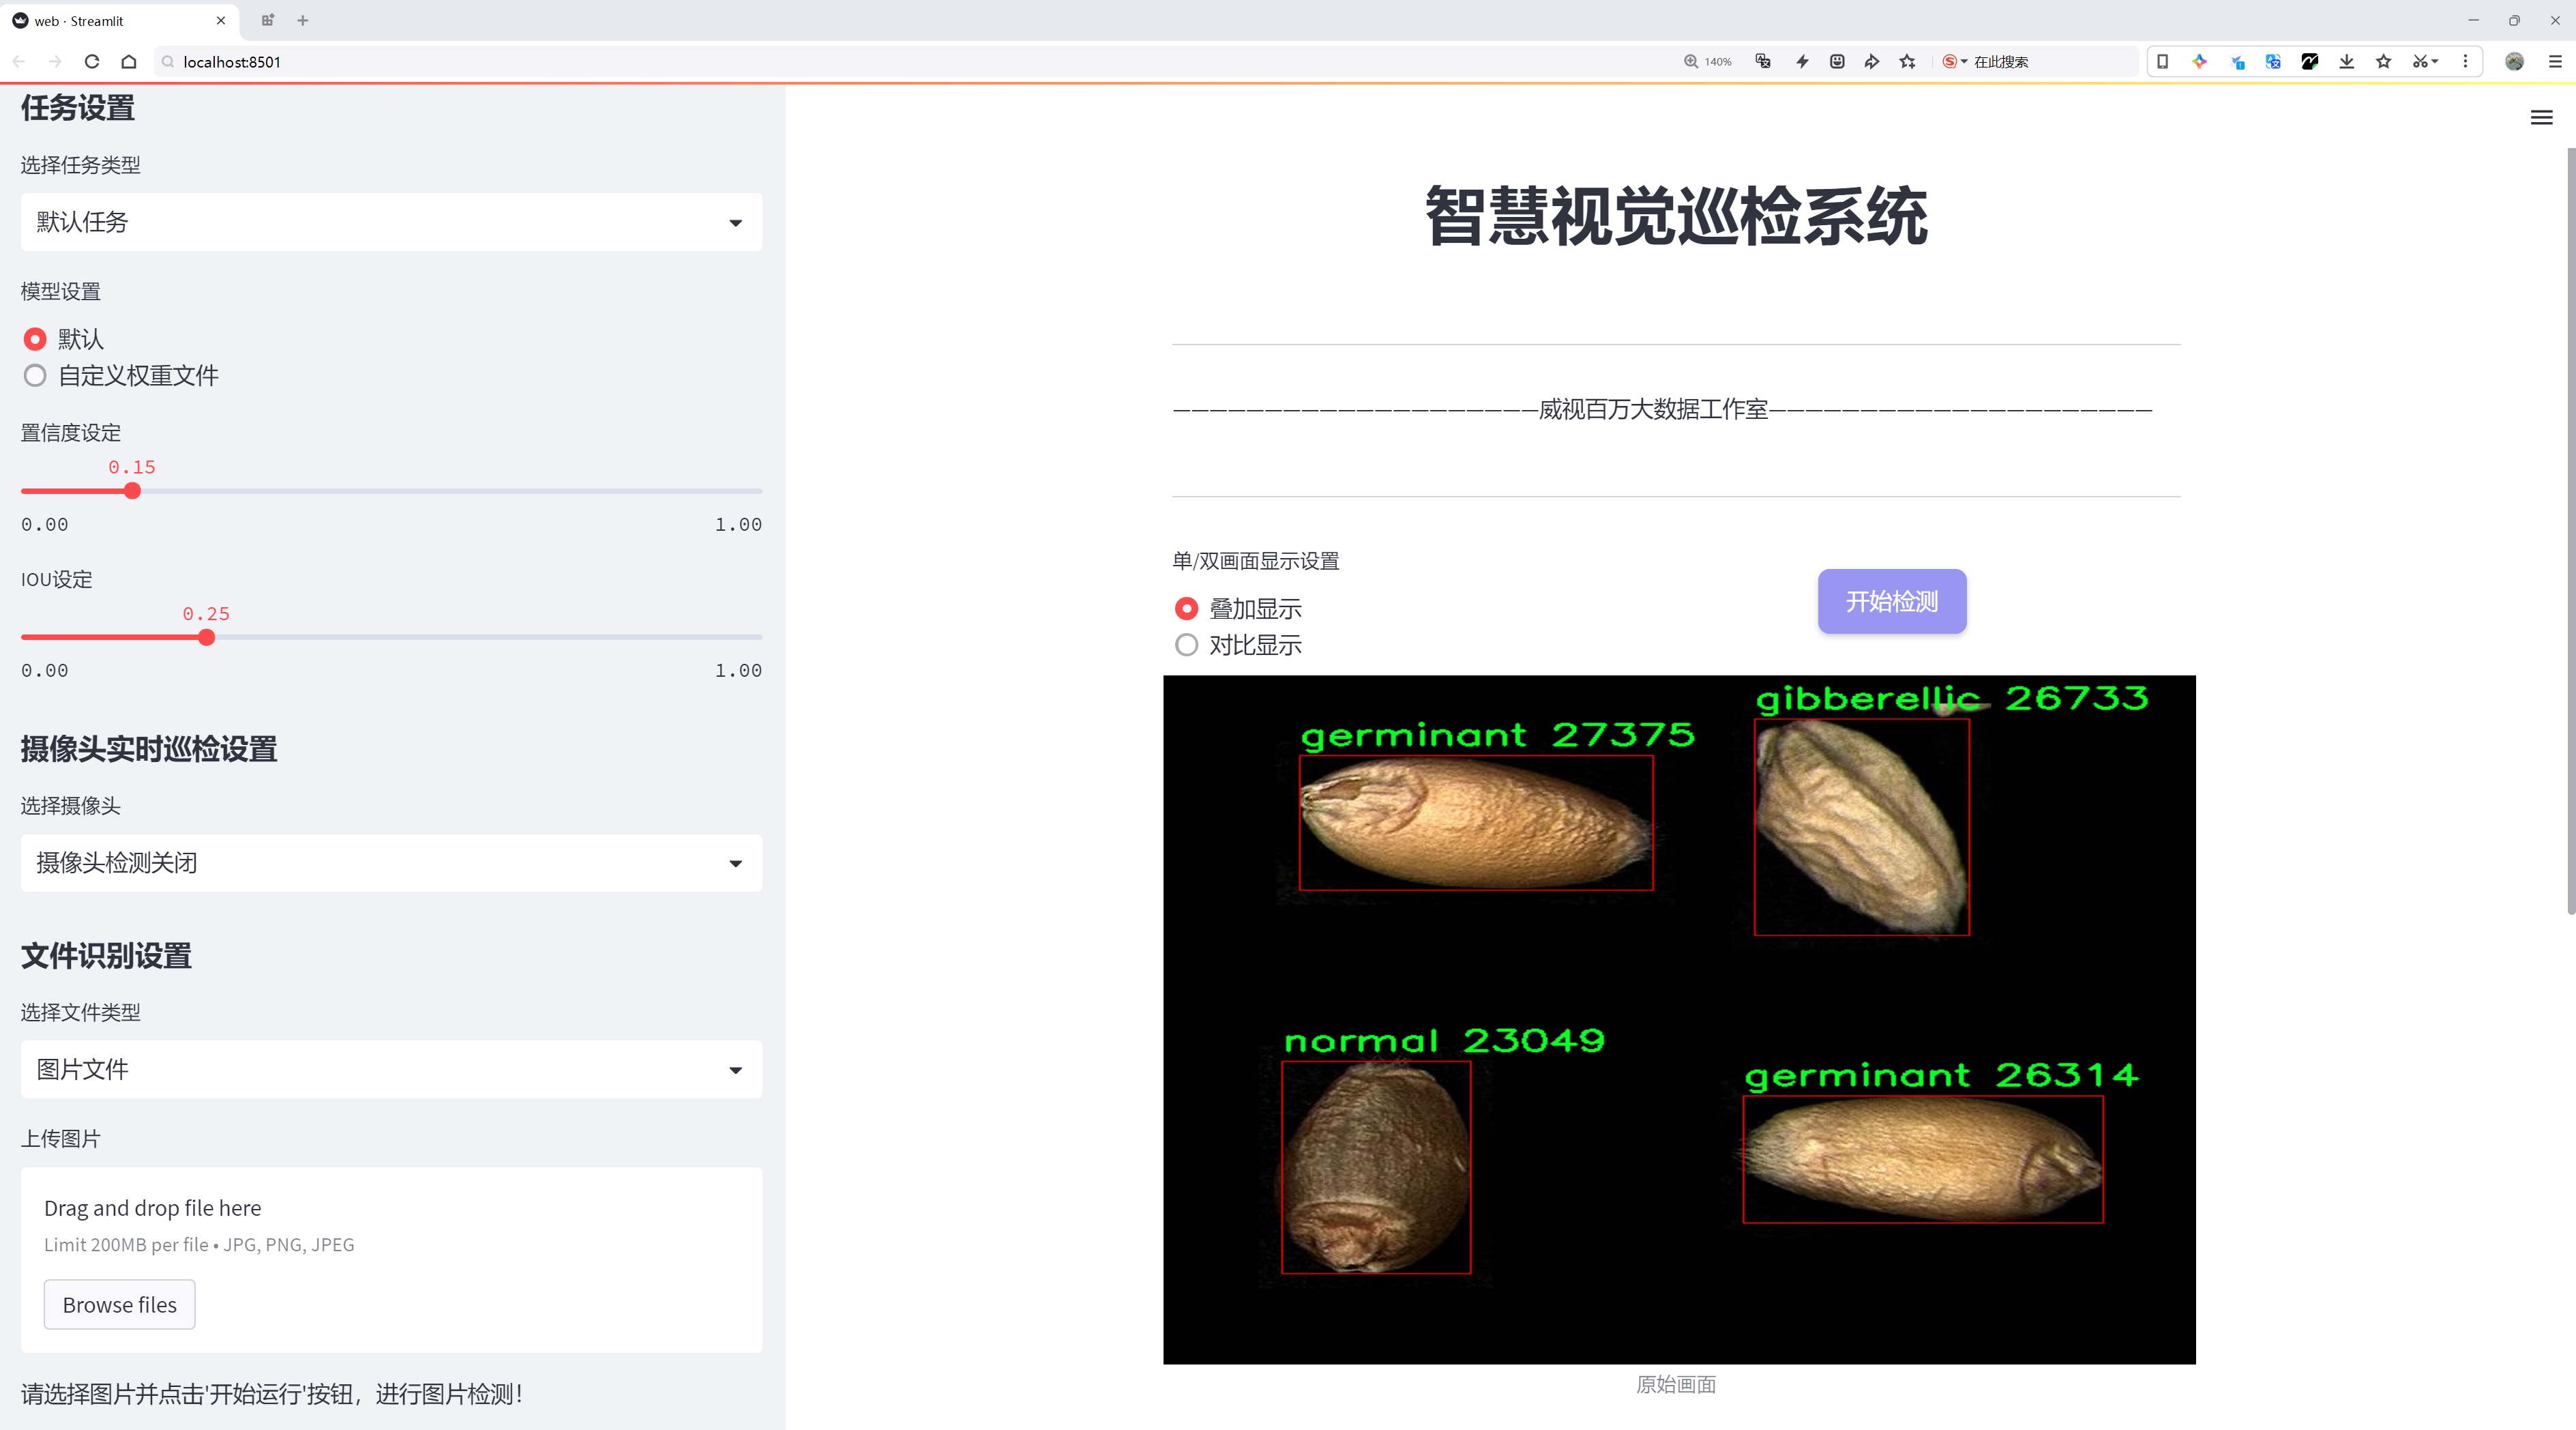 web · Streamlit
localhost:8501
140%
在此搜索
任务设置
选择任务类型
默认任务
模型设置
默认
自定义权重文件
置信度设定
0.15
0.00
1.00
IOU设定
0.25
0.00
1.00
摄像头实时巡检设置
选择摄像头
摄像头检测关闭
文件识别设置
选择文件类型
图片文件
上传图片
Drag and drop file here
Limit 200MB per file • JPG, PNG, JPEG
Browse files
请选择图片并点击'开始运行'按钮，进行图片检测！
智慧视觉巡检系统
————————————————————威视百万大数据工作室—————————————————————
单/双画面显示设置
叠加显示
对比显示
开始检测
gibberellic 26733
germinant 27375
normal 23049
germinant 26314
原始画面